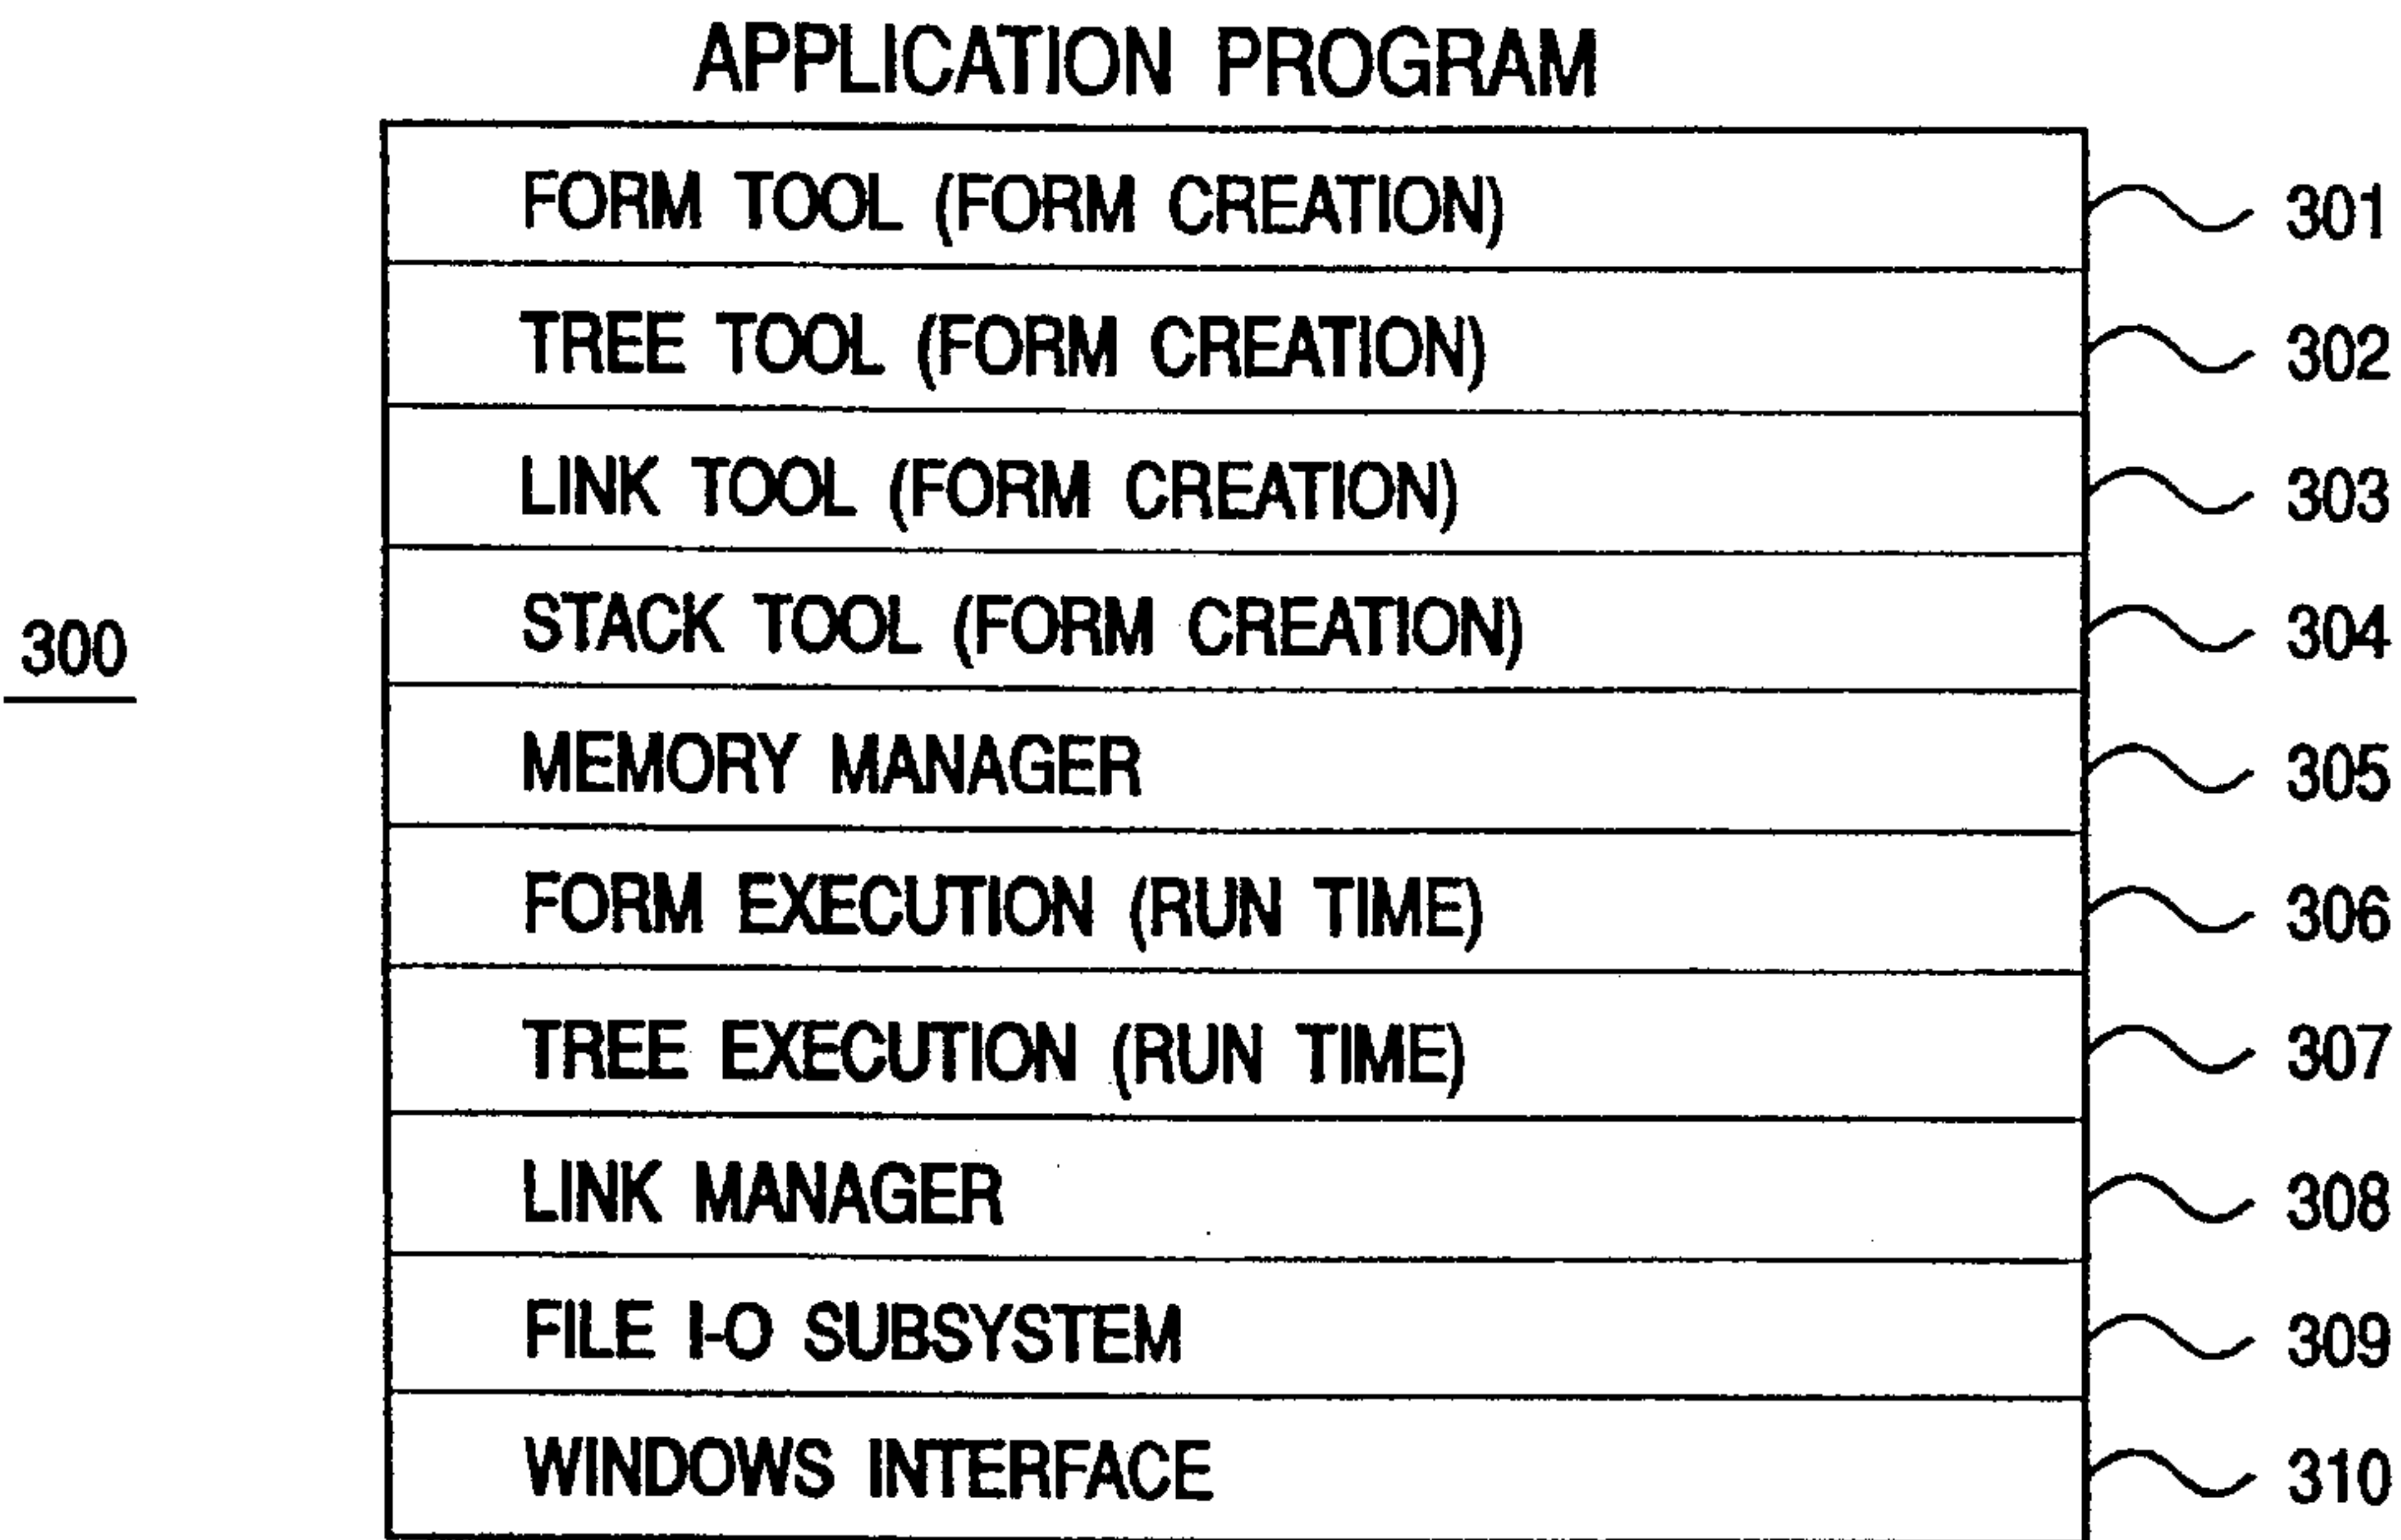 APPLICATION PROGRAM
FORM TOOL (FORM CREATION) 301
TREE TOOL (FORM CREATION) 302
LINK TOOL (FORM CREATION) 303
STACK TOOL (FORM CREATION) 304
300
MEMORY MANAGER 305
FORM EXECUTION (RUN TIME) 306
TREE EXECUTION (RUN TIME) 307
LINK MANAGER 308
FILE I-O SUBSYSTEM 309
WINDOWS INTERFACE 310